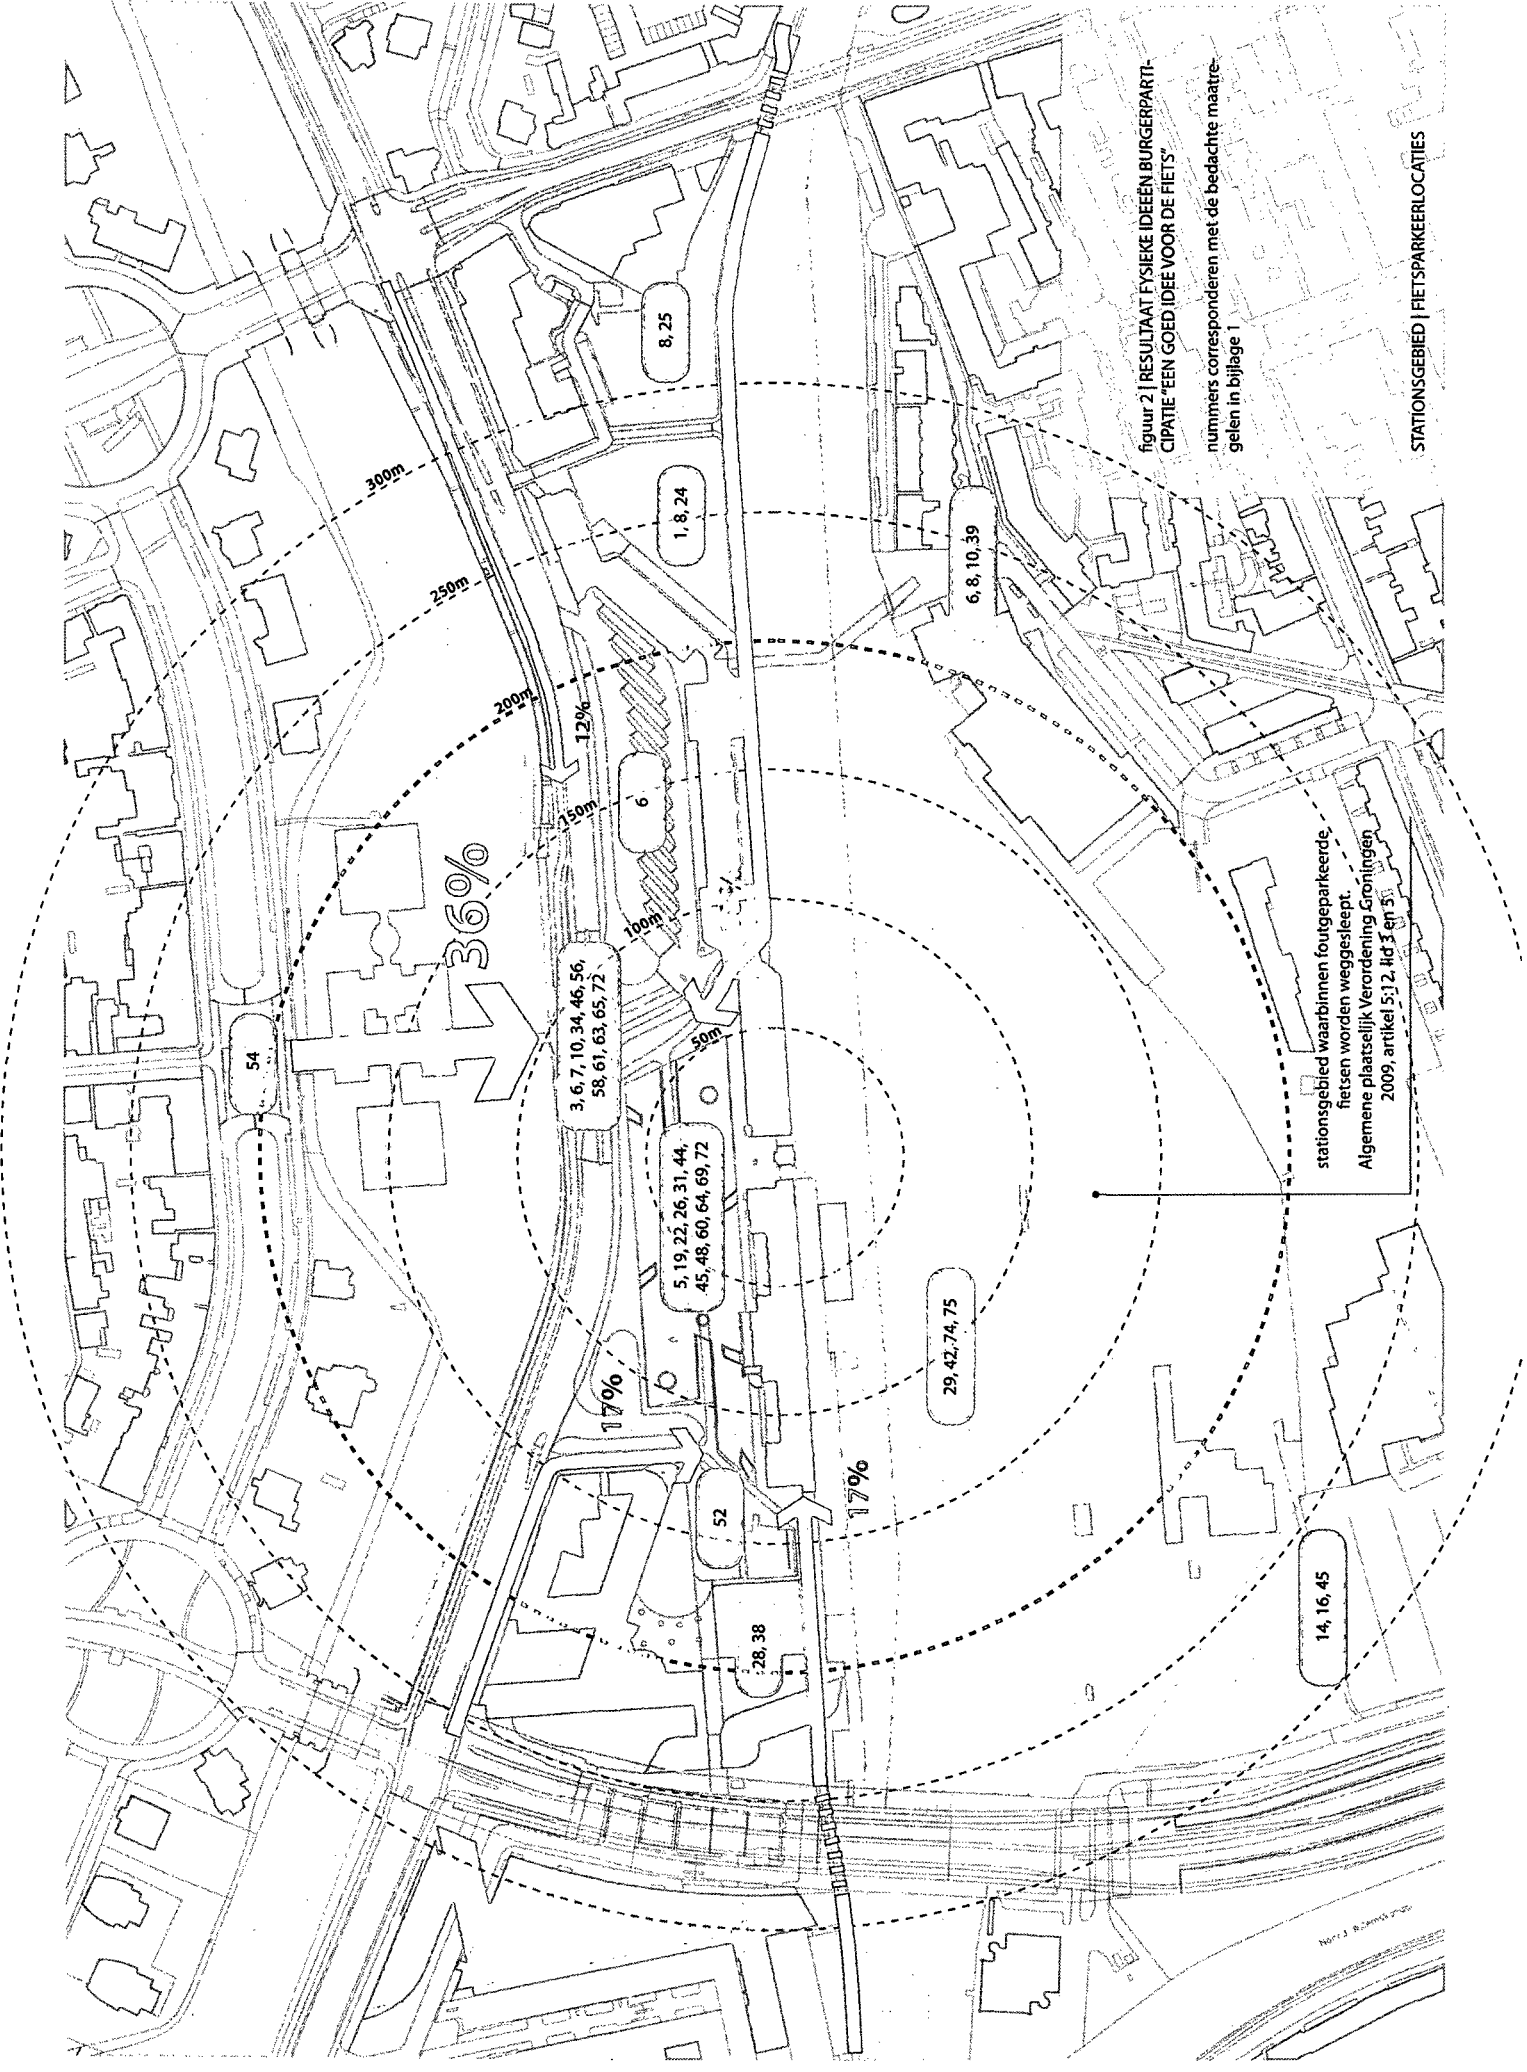 300m
250m
200m
150m
100m
50m
36%
12%
17%
17%
54
8, 25
1, 8, 24
6
6, 8, 10, 39
3, 6, 7, 10, 34, 46, 56,
58, 61, 63, 65, 72
5, 19, 22, 26, 31, 44,
45, 48, 60, 64, 69, 72
52
28, 38
29, 42, 74, 75
14, 16, 45
stationsgebied waarbinnen foutgeparkeerde
fietsen worden weggesleept.
Algemene plaatselijk Verordening Groningen
2009, artikel 5:12, lid 3 en 5.
figuur 2 | RESULTAAT FYSIEKE IDEEËN BURGERPARTI-
CIPATIE "EEN GOED IDEE VOOR DE FIETS"
nummers corresponderen met de bedachte maatre-
gelen in bijlage 1
STATIONSGEBIED | FIETSPARKEERLOCATIES